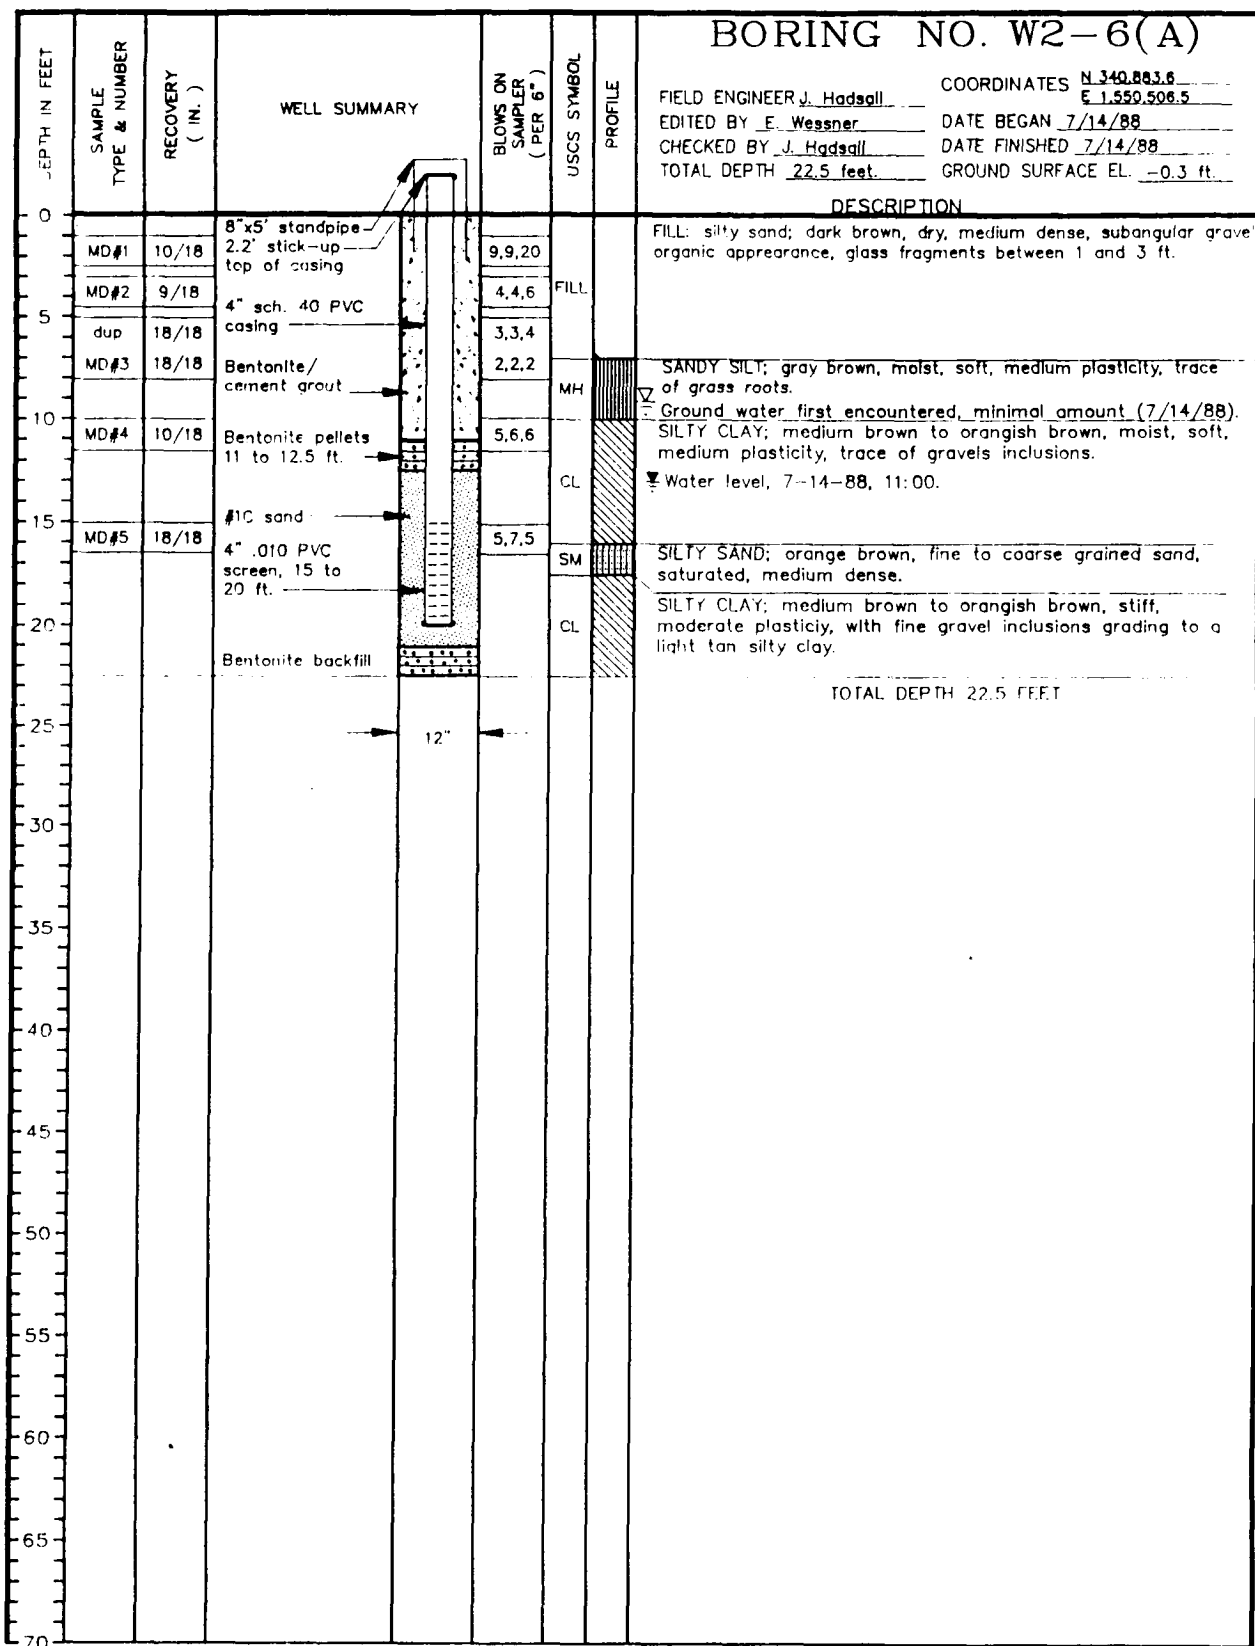 BORING NO. W2-6(A)
FIELD ENGINEER J. Hadsall
COORDINATES N 340,883.6
E 1,550,506.5
EDITED BY E. Wessner
DATE BEGAN 7/14/88
CHECKED BY J. Hadsall
DATE FINISHED 7/14/88
TOTAL DEPTH 22.5 feet.
GROUND SURFACE EL. -0.3 ft.
DEPTH IN FEET
SAMPLE
TYPE & NUMBER
RECOVERY
( IN. )
WELL SUMMARY
BLOWS ON
SAMPLER
( PER 6" )
USCS SYMBOL
PROFILE
DESCRIPTION
0
5
10
15
20
25
30
35
40
45
50
55
60
65
70
MD#1 10/18
MD#2 9/18
dup 18/18
MD#3 18/18
MD#4 10/18
MD#5 18/18
8"x5' standpipe
2.2' stick-up
top of casing
4" sch. 40 PVC
casing
Bentonite/
cement grout
Bentonite pellets
11 to 12.5 ft.
#1C sand
4" .010 PVC
screen, 15 to
20 ft.
Bentonite backfill
12"
9,9,20
4,4,6
3,3,4
2,2,2
5,6,6
5,7,5
FILL
MH
CL
SM
CL
FILL: silty sand; dark brown, dry, medium dense, subangular grave
organic apprearance, glass fragments between 1 and 3 ft.
SANDY SILT; gray brown, moist, soft, medium plasticity, trace
of grass roots.
Ground water first encountered, minimal amount (7/14/88).
SILTY CLAY; medium brown to orangish brown, moist, soft,
medium plasticity, trace of gravels inclusions.
Water level, 7-14-88, 11:00.
SILTY SAND; orange brown, fine to coarse grained sand,
saturated, medium dense.
SILTY CLAY; medium brown to orangish brown, stiff,
moderate plasticiy, with fine gravel inclusions grading to a
light tan silty clay.
TOTAL DEPTH 22.5 FEET